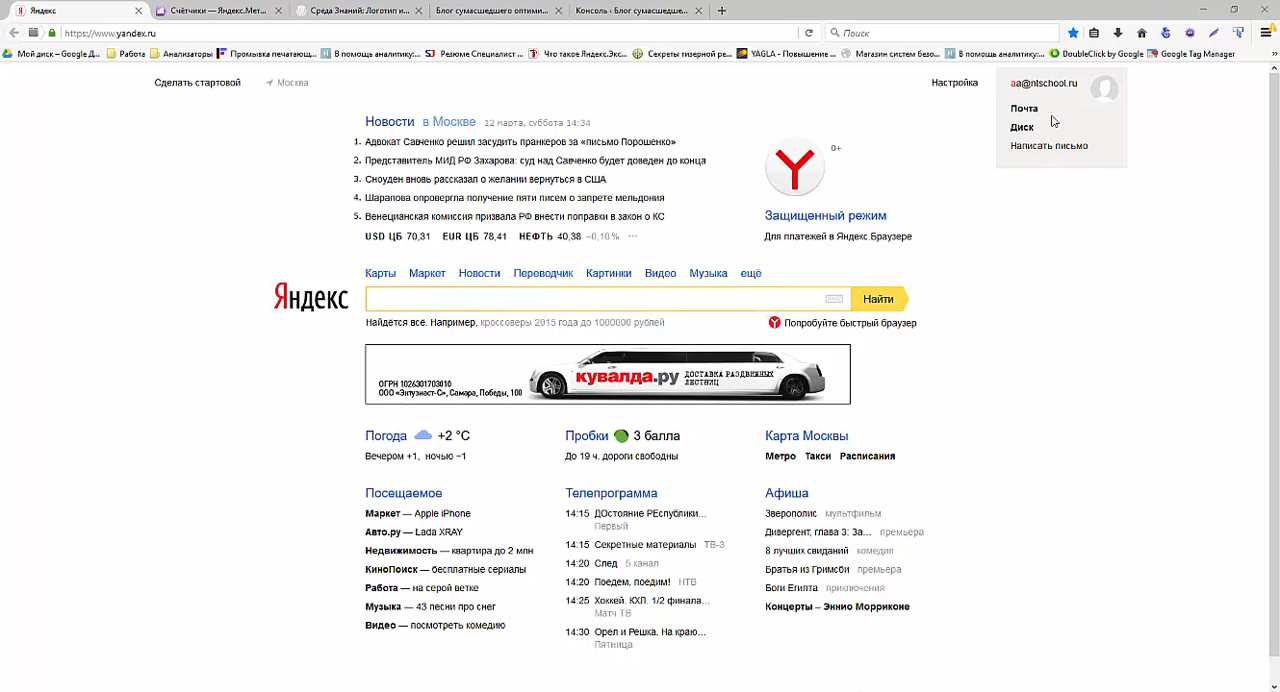 Яндекс
Счётчики — Яндекс.Мет...
Среда Знаний: Логотип и...
Блог сумасшедшего оптими...
Консоль ‹ Блог сумасшедше...
https://www.yandex.ru
Поиск
Мой диск – Google Д...
Работа
Анализаторы
Промывка печатающ...
В помощь аналитику:...
Резюме Специалист ...
Что такое Яндекс.Экс...
Секреты гизерной ре...
YAGLA - Повышение ...
Магазин систем безо...
В помощь аналитику:...
DoubleClick by Google
Google Tag Manager
Сделать стартовой
Москва
Настройка
aa@ntschool.ru
Почта
Диск
Написать письмо
Новости в Москве 12 марта, суббота 14:34
1. Адвокат Савченко решил засудить пранкеров за «письмо Порошенко»
2. Представитель МИД РФ Захарова: суд над Савченко будет доведен до конца
3. Сноуден вновь рассказал о желании вернуться в США
4. Шарапова опровергла получение пяти писем о запрете мельдония
5. Венецианская комиссия призвала РФ внести поправки в закон о КС
USD ЦБ 70,31 EUR ЦБ 78,41 НЕФТЬ 40,38 −0,10% ...
0+
Защищенный режим
Для платежей в Яндекс.Браузере
Карты Маркет Новости Переводчик Картинки Видео Музыка ещё
Яндекс
Найти
Найдётся всё. Например, кроссоверы 2015 года до 1000000 рублей
Попробуйте быстрый браузер
ОГРН 1026301703010
ООО «Энтузиаст-С», Самара, Победы, 100
кувалда.ру
ДОСТАВКА РАЗДВИЖНЫХ
ЛЕСТНИЦ
Погода +2 °C
Вечером +1, ночью −1
Пробки 3 балла
До 19 ч. дороги свободны
Карта Москвы
Метро Такси Расписания
Посещаемое
Маркет — Apple iPhone
Авто.ру — Lada XRAY
Недвижимость — квартира до 2 млн
КиноПоиск — бесплатные сериалы
Работа — на серой ветке
Музыка — 43 песни про снег
Видео — посмотреть комедию
Телепрограмма
14:15 ДОстояние РЕспублики...
Первый
14:15 Секретные материалы ТВ-3
14:20 След 5 канал
14:20 Поедем, поедим! НТВ
14:25 Хоккей. КХЛ. 1/2 финала...
Матч ТВ
14:30 Орел и Решка. На краю...
Пятница
Афиша
Зверополис мультфильм
Дивергент, глава 3: За... премьера
8 лучших свиданий комедия
Братья из Гримсби премьера
Боги Египта приключения
Концерты – Эннио Морриконе